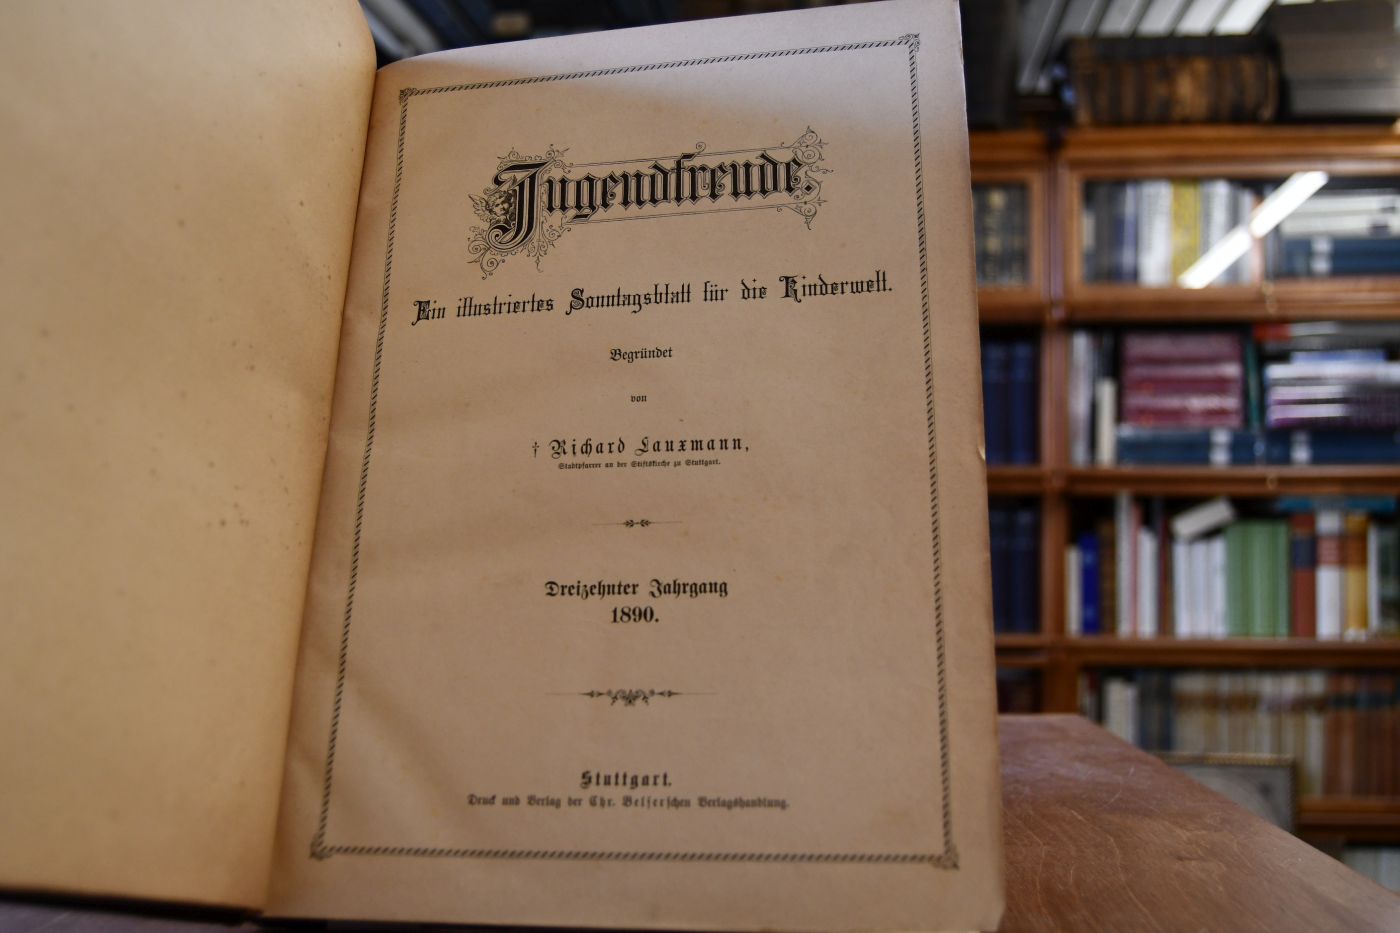 Jugendfreude.
Ein illustriertes Sonntagsblatt für die Kinderwelt.
Begründet
von
† Richard Lauxmann,
Stadtpfarrer an der Stiftskirche zu Stuttgart.
Dreizehnter Jahrgang
1890.
Stuttgart.
Druck und Verlag der Chr. Belserschen Verlagshandlung.